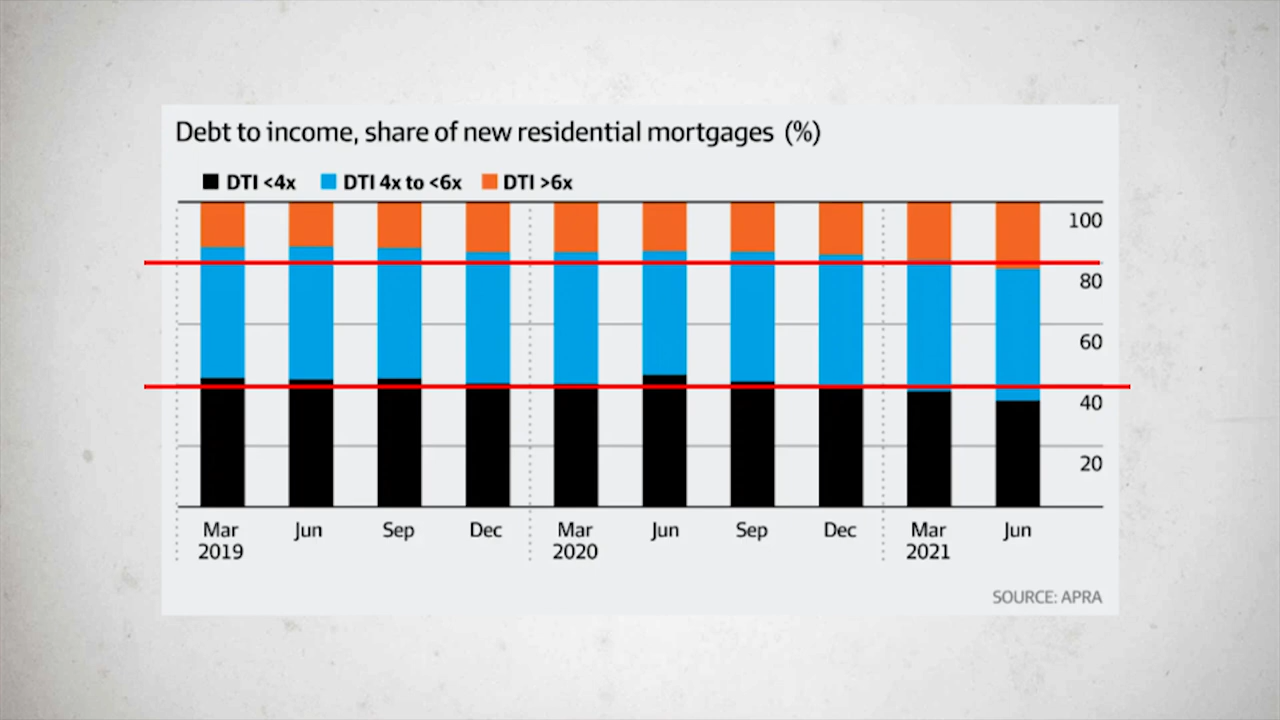 Debt to income, share of new residential mortgages (%)
DTI <4x DTI 4x to <6x DTI >6x
100
80
60
40
20
Mar Jun Sep Dec Mar Jun Sep Dec Mar Jun
2019 2020 2021
SOURCE: APRA